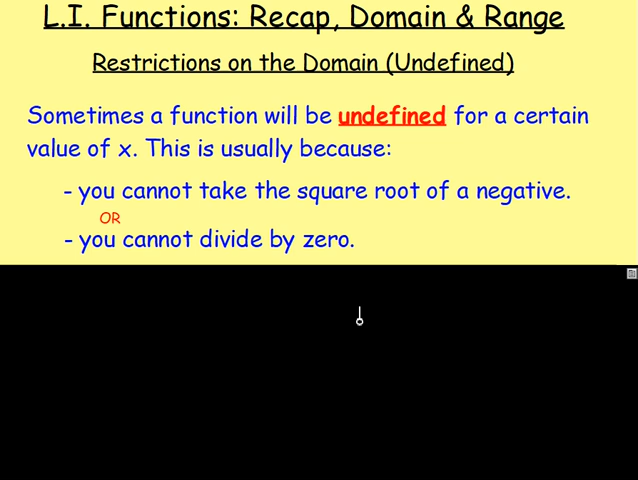 L.I. Functions: Recap, Domain & Range
Restrictions on the Domain (Undefined)
Sometimes a function will be undefined for a certain
value of x. This is usually because:
- you cannot take the square root of a negative.
OR
- you cannot divide by zero.